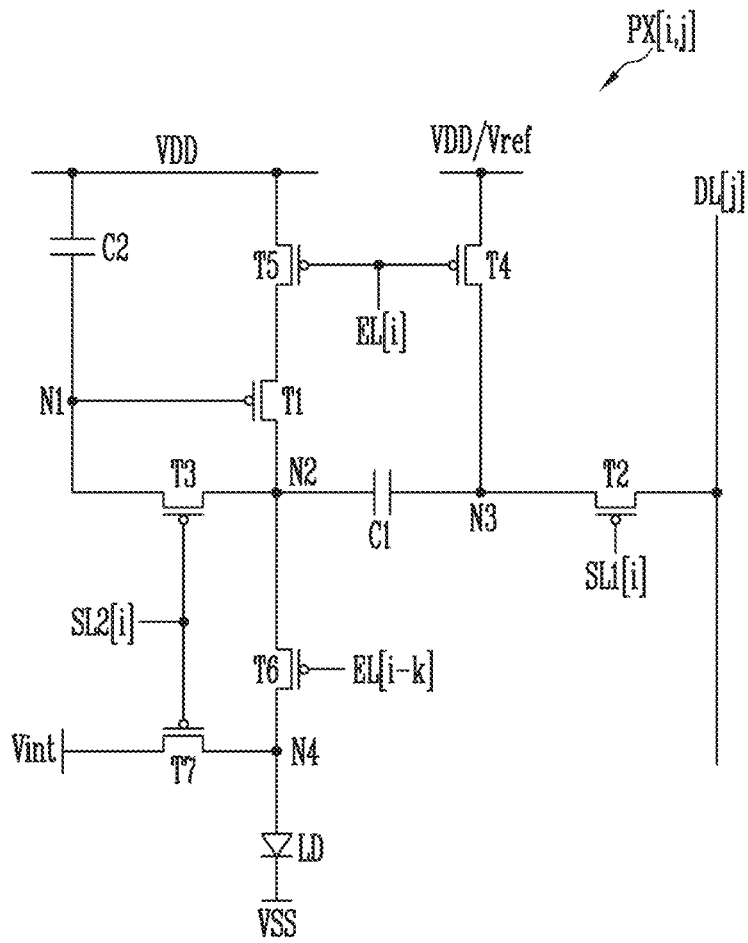 PX[i,j]
VDD
VDD/Vref
DL[j]
C2
T5
T4
EL[i]
N1
T1
T3
N2
T2
C1
N3
SL1[i]
SL2[i]
T6
EL[i-k]
Vint
T7
N4
LD
VSS